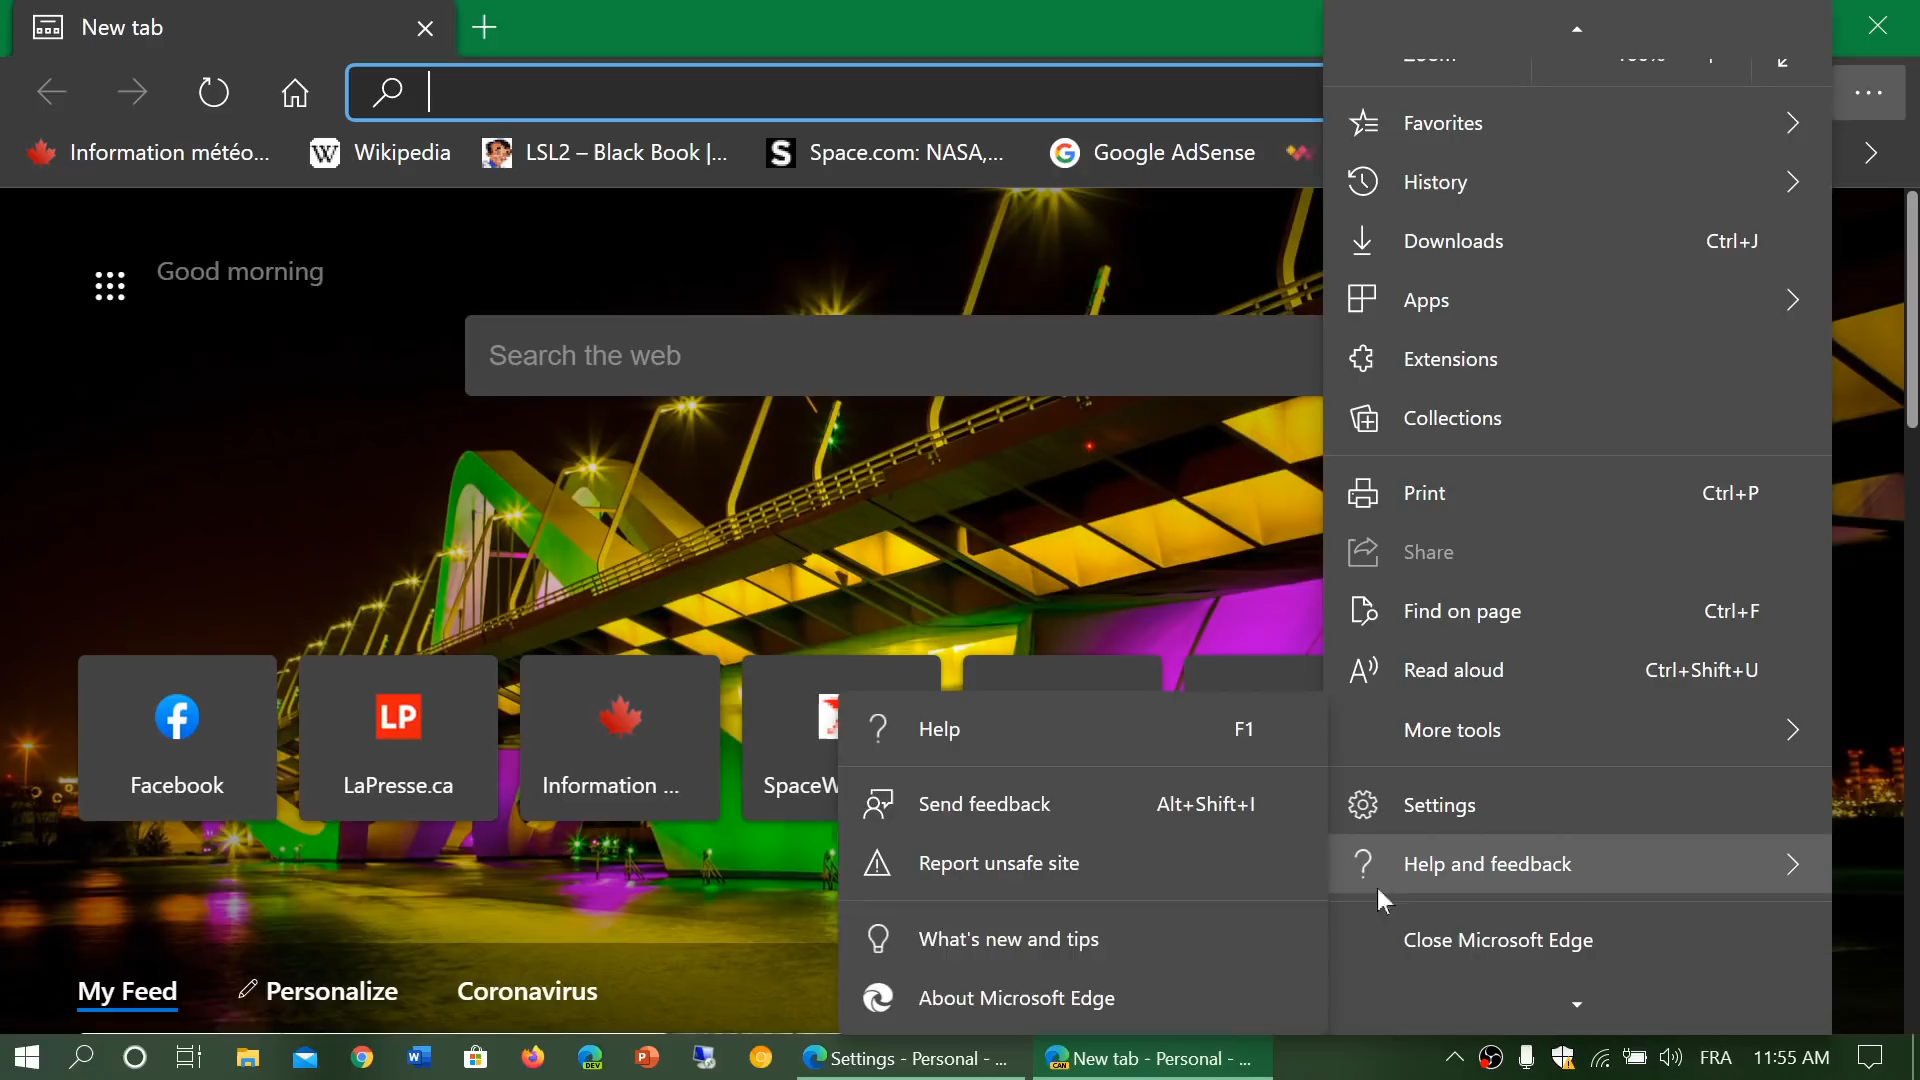 New tab
Information météo...
Wikipedia
LSL2 – Black Book |...
Space.com: NASA,...
Google AdSense
Good morning
Search the web
Facebook
LP
LaPresse.ca
Information ...
SpaceW
My Feed
Personalize
Coronavirus
Favorites
History
Downloads Ctrl+J
Apps
Extensions
Collections
Print Ctrl+P
Share
Find on page Ctrl+F
Read aloud Ctrl+Shift+U
More tools
Settings
Help and feedback
Close Microsoft Edge
Help F1
Send feedback Alt+Shift+I
Report unsafe site
What's new and tips
About Microsoft Edge
Settings - Personal - ...
New tab - Personal - ...
FRA
11:55 AM